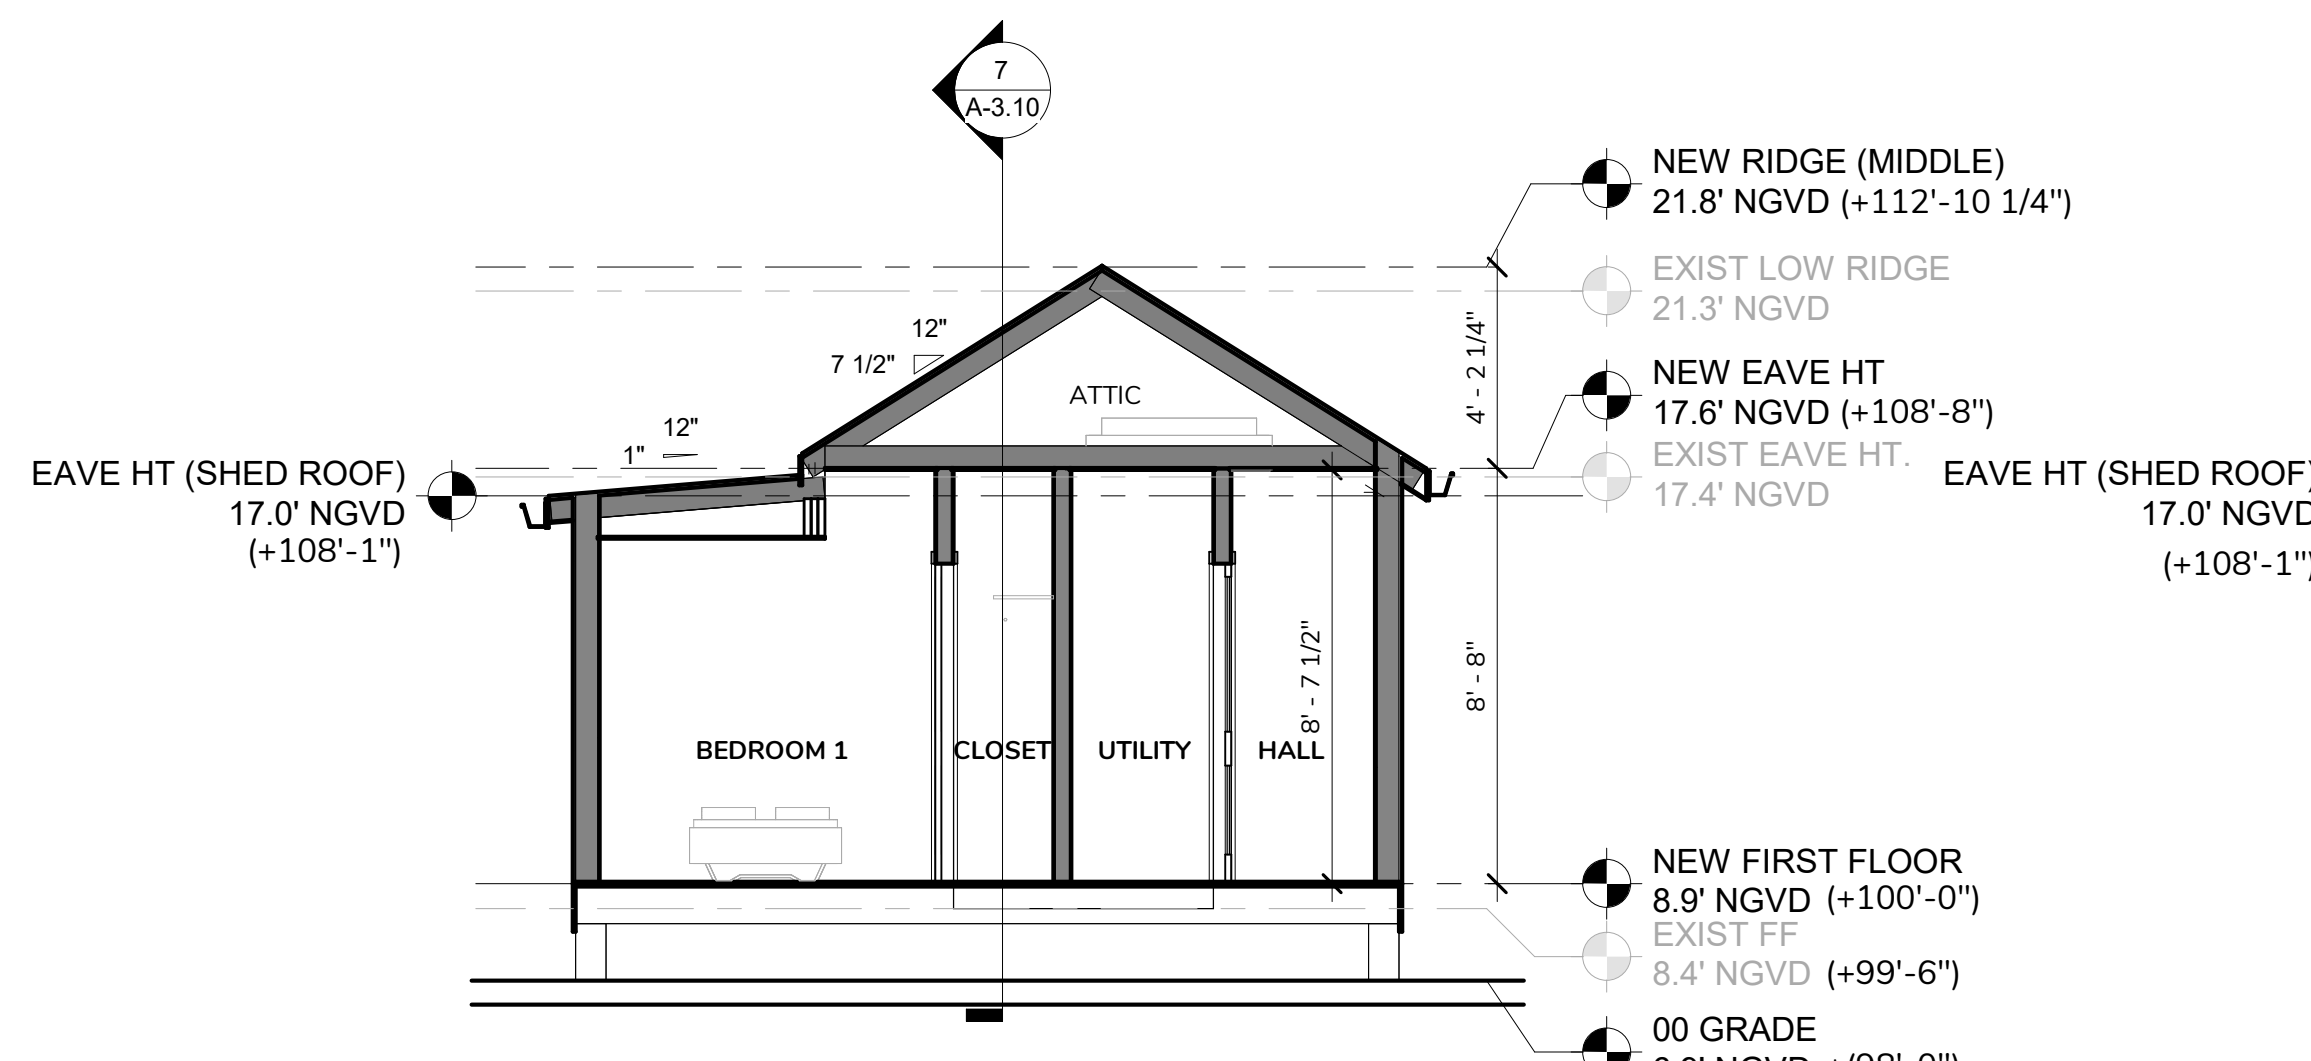 7
A-3.10
NEW RIDGE (MIDDLE)
21.8' NGVD (+112'-10 1/4")
EXIST LOW RIDGE
21.3' NGVD
12"
7 1/2"
4' - 2 1/4"
ATTIC
NEW EAVE HT
17.6' NGVD (+108'-8")
12"
1"
EXIST EAVE HT.
17.4' NGVD
EAVE HT (SHED ROOF)
17.0' NGVD
(+108'-1")
EAVE HT (SHED ROOF)
17.0' NGVD
(+108'-1")
8' - 7 1/2"
8' - 8"
BEDROOM 1
CLOSET
UTILITY
HALL
NEW FIRST FLOOR
8.9' NGVD (+100'-0")
EXIST FF
8.4' NGVD (+99'-6")
00 GRADE